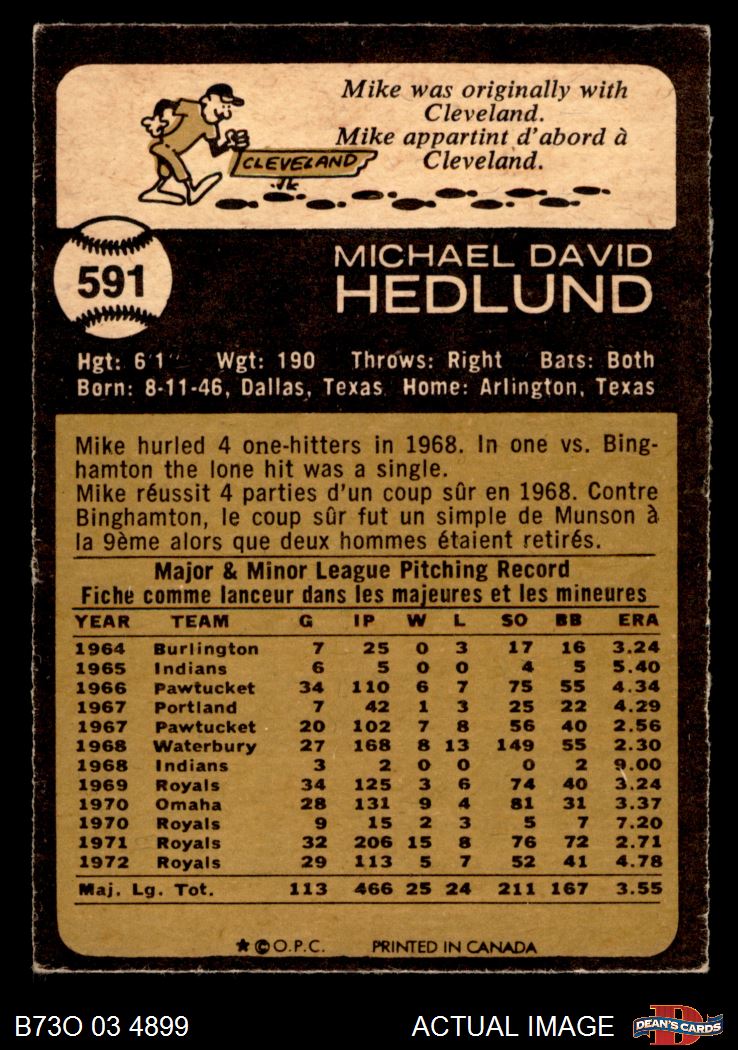 Mike was originally with
Cleveland.
Mike appartint d'abord à
Cleveland.
CLEVELAND
591
MICHAEL DAVID
HEDLUND
Hgt: 6'1" Wgt: 190 Throws: Right Bats: Both
Born: 8-11-46, Dallas, Texas Home: Arlington, Texas
Mike hurled 4 one-hitters in 1968. In one vs. Bing-
hamton the lone hit was a single.
Mike réussit 4 parties d'un coup sûr en 1968. Contre
Binghamton, le coup sûr fut un simple de Munson à
la 9ème alors que deux hommes étaient retirés.
Major & Minor League Pitching Record
Fiche comme lanceur dans les majeures et les mineures
YEAR TEAM G IP W L SO BB ERA
1964 Burlington 7 25 0 3 17 16 3.24
1965 Indians 6 5 0 0 4 5 5.40
1966 Pawtucket 34 110 6 7 75 55 4.34
1967 Portland 7 42 1 3 25 22 4.29
1967 Pawtucket 20 102 7 8 56 40 2.56
1968 Waterbury 27 168 8 13 149 55 2.30
1968 Indians 3 2 0 0 0 2 9.00
1969 Royals 34 125 3 6 74 40 3.24
1970 Omaha 28 131 9 4 81 31 3.37
1970 Royals 9 15 2 3 5 7 7.20
1971 Royals 32 206 15 8 76 72 2.71
1972 Royals 29 113 5 7 52 41 4.78
Maj. Lg. Tot. 113 466 25 24 211 167 3.55
★ © O.P.C. PRINTED IN CANADA
B73O 03 4899 ACTUAL IMAGE
DEAN'S CARDS